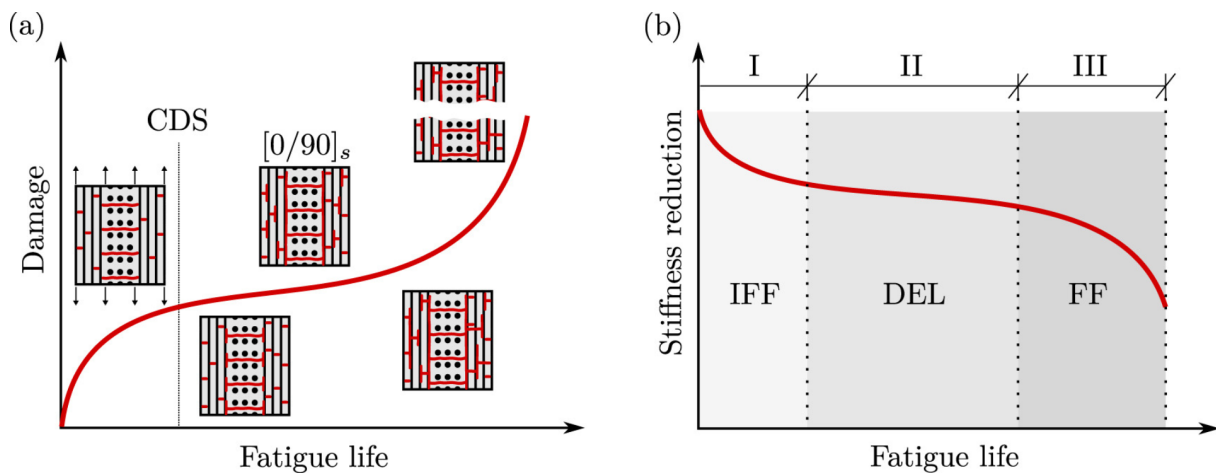 (a)
CDS
[0/90]s
Damage
Fatigue life
(b)
I
II
III
Stiffness reduction
IFF
DEL
FF
Fatigue life